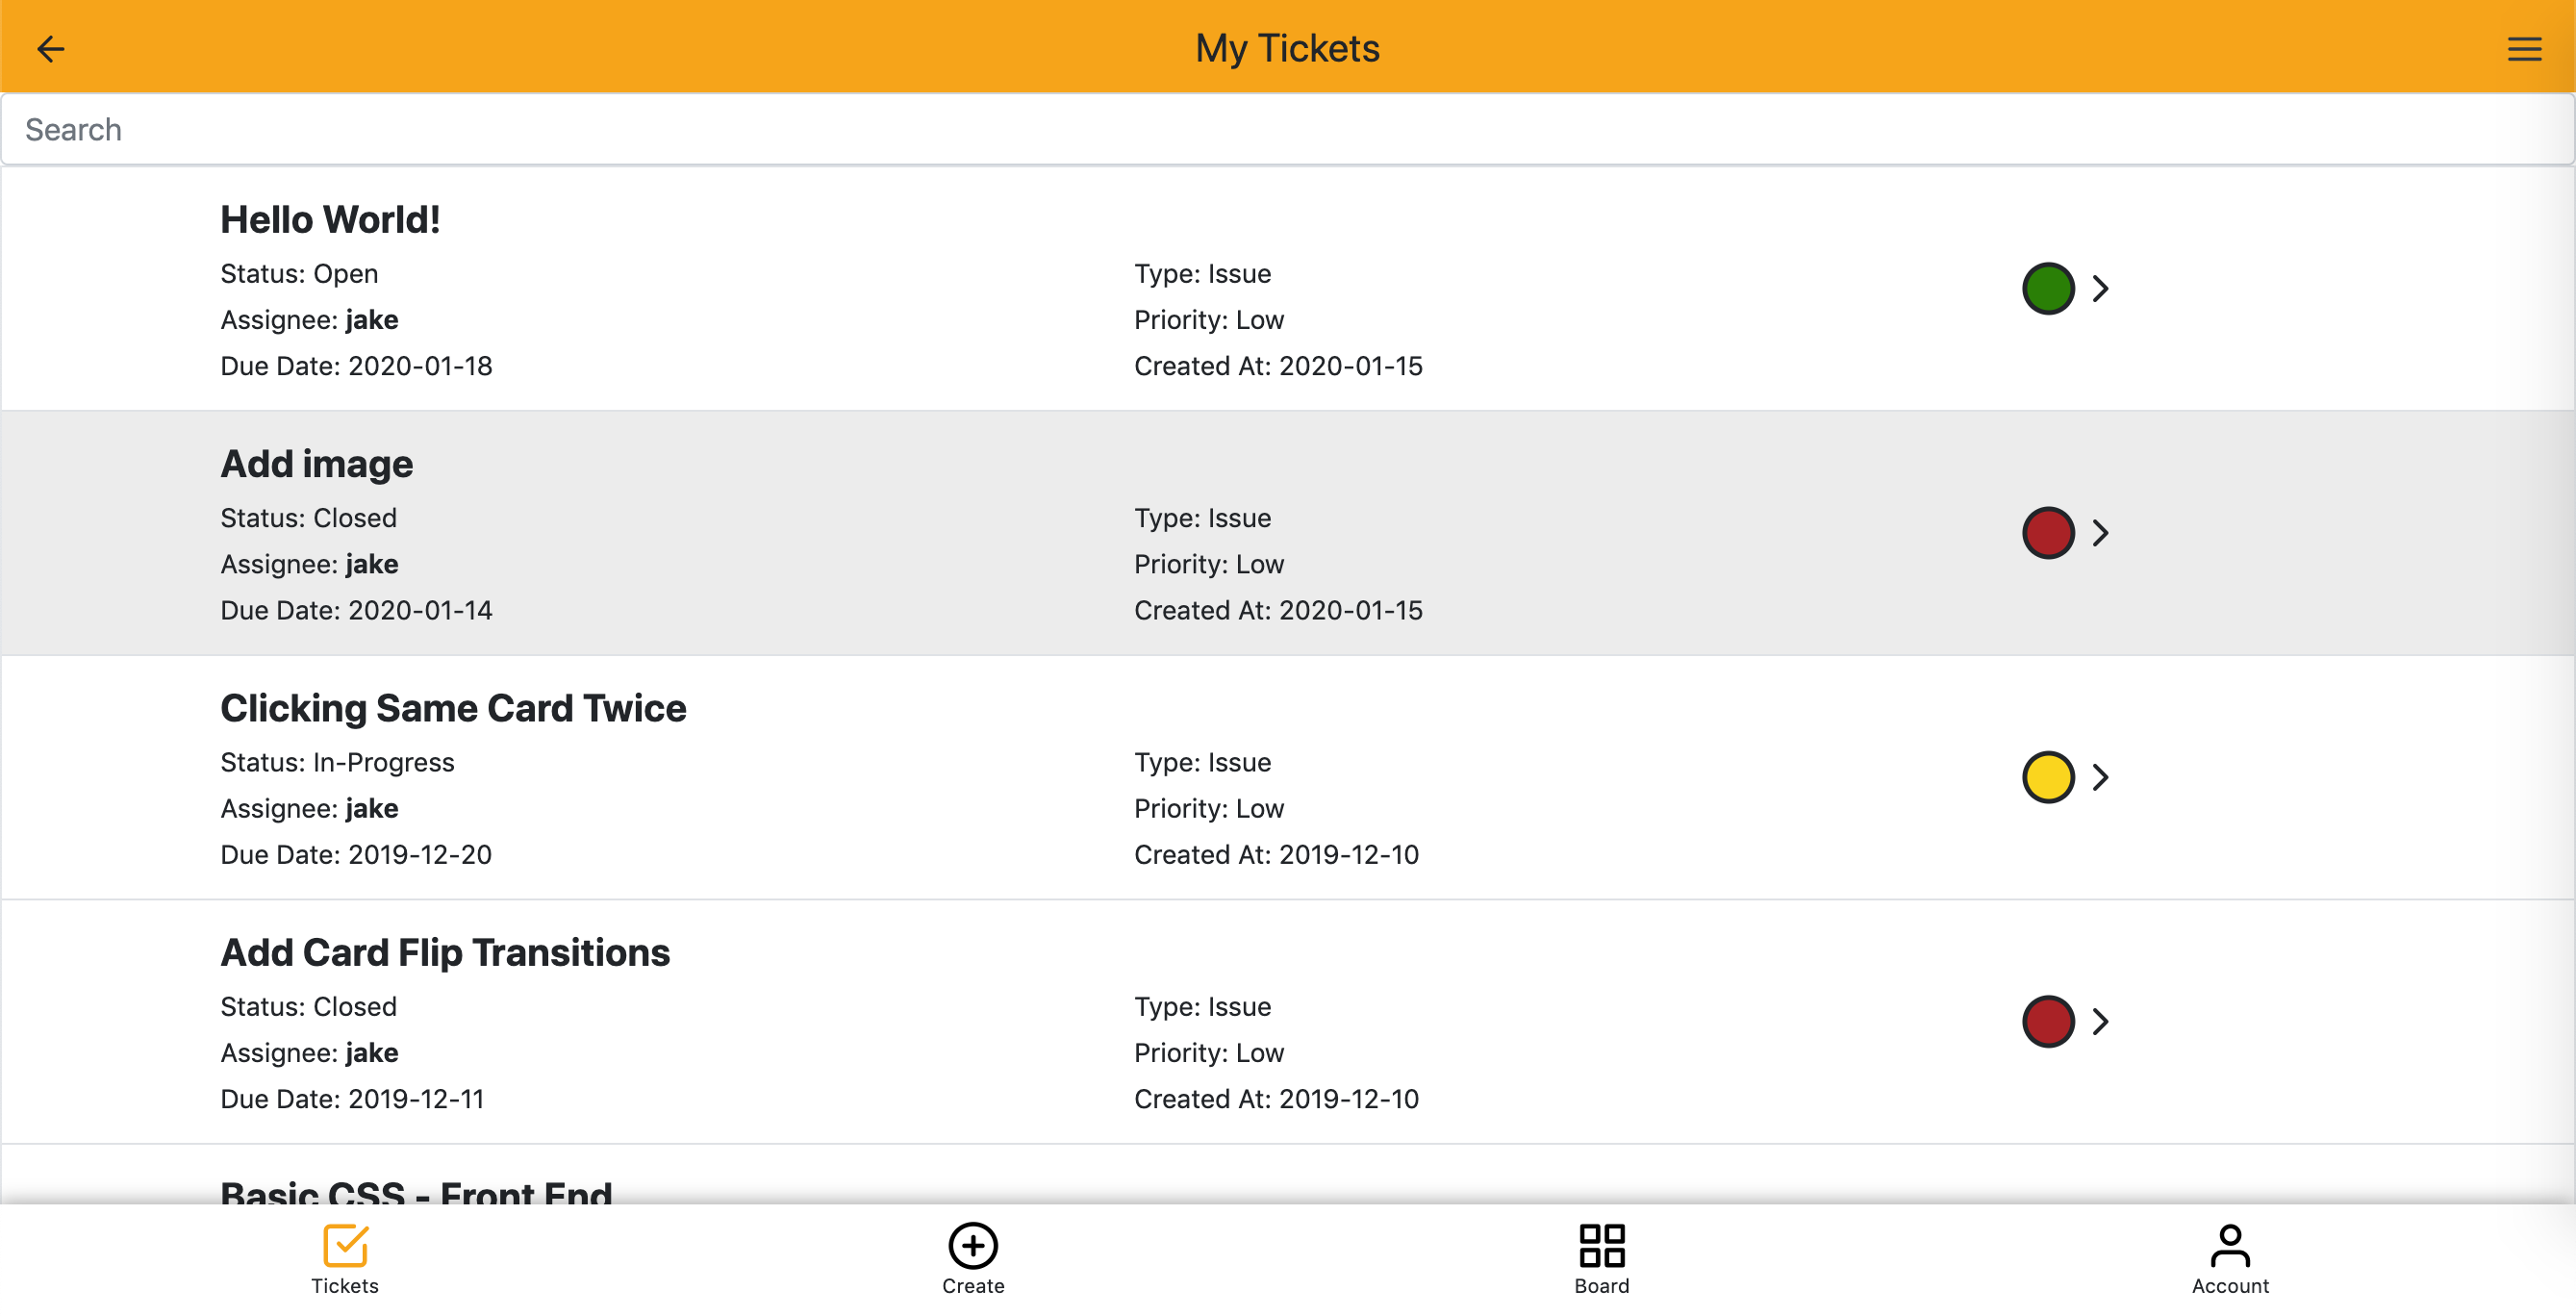 My Tickets
Search
Hello World!
Status: Open
Type: Issue
Assignee: jake
Priority: Low
Due Date: 2020-01-18
Created At: 2020-01-15
Add image
Status: Closed
Type: Issue
Assignee: jake
Priority: Low
Due Date: 2020-01-14
Created At: 2020-01-15
Clicking Same Card Twice
Status: In-Progress
Type: Issue
Assignee: jake
Priority: Low
Due Date: 2019-12-20
Created At: 2019-12-10
Add Card Flip Transitions
Status: Closed
Type: Issue
Assignee: jake
Priority: Low
Due Date: 2019-12-11
Created At: 2019-12-10
Basic CSS - Front End
Tickets
Create
Board
Account